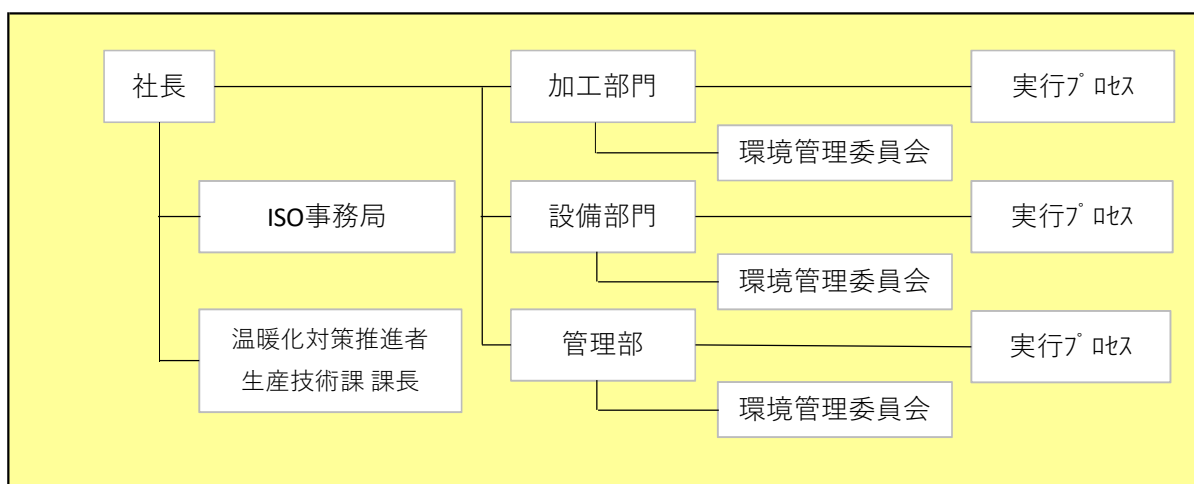 社長
加工部門
実行ﾌﾟﾛｾｽ
環境管理委員会
ISO事務局
設備部門
実行ﾌﾟﾛｾｽ
環境管理委員会
温暖化対策推進者
生産技術課 課長
管理部
実行ﾌﾟﾛｾｽ
環境管理委員会